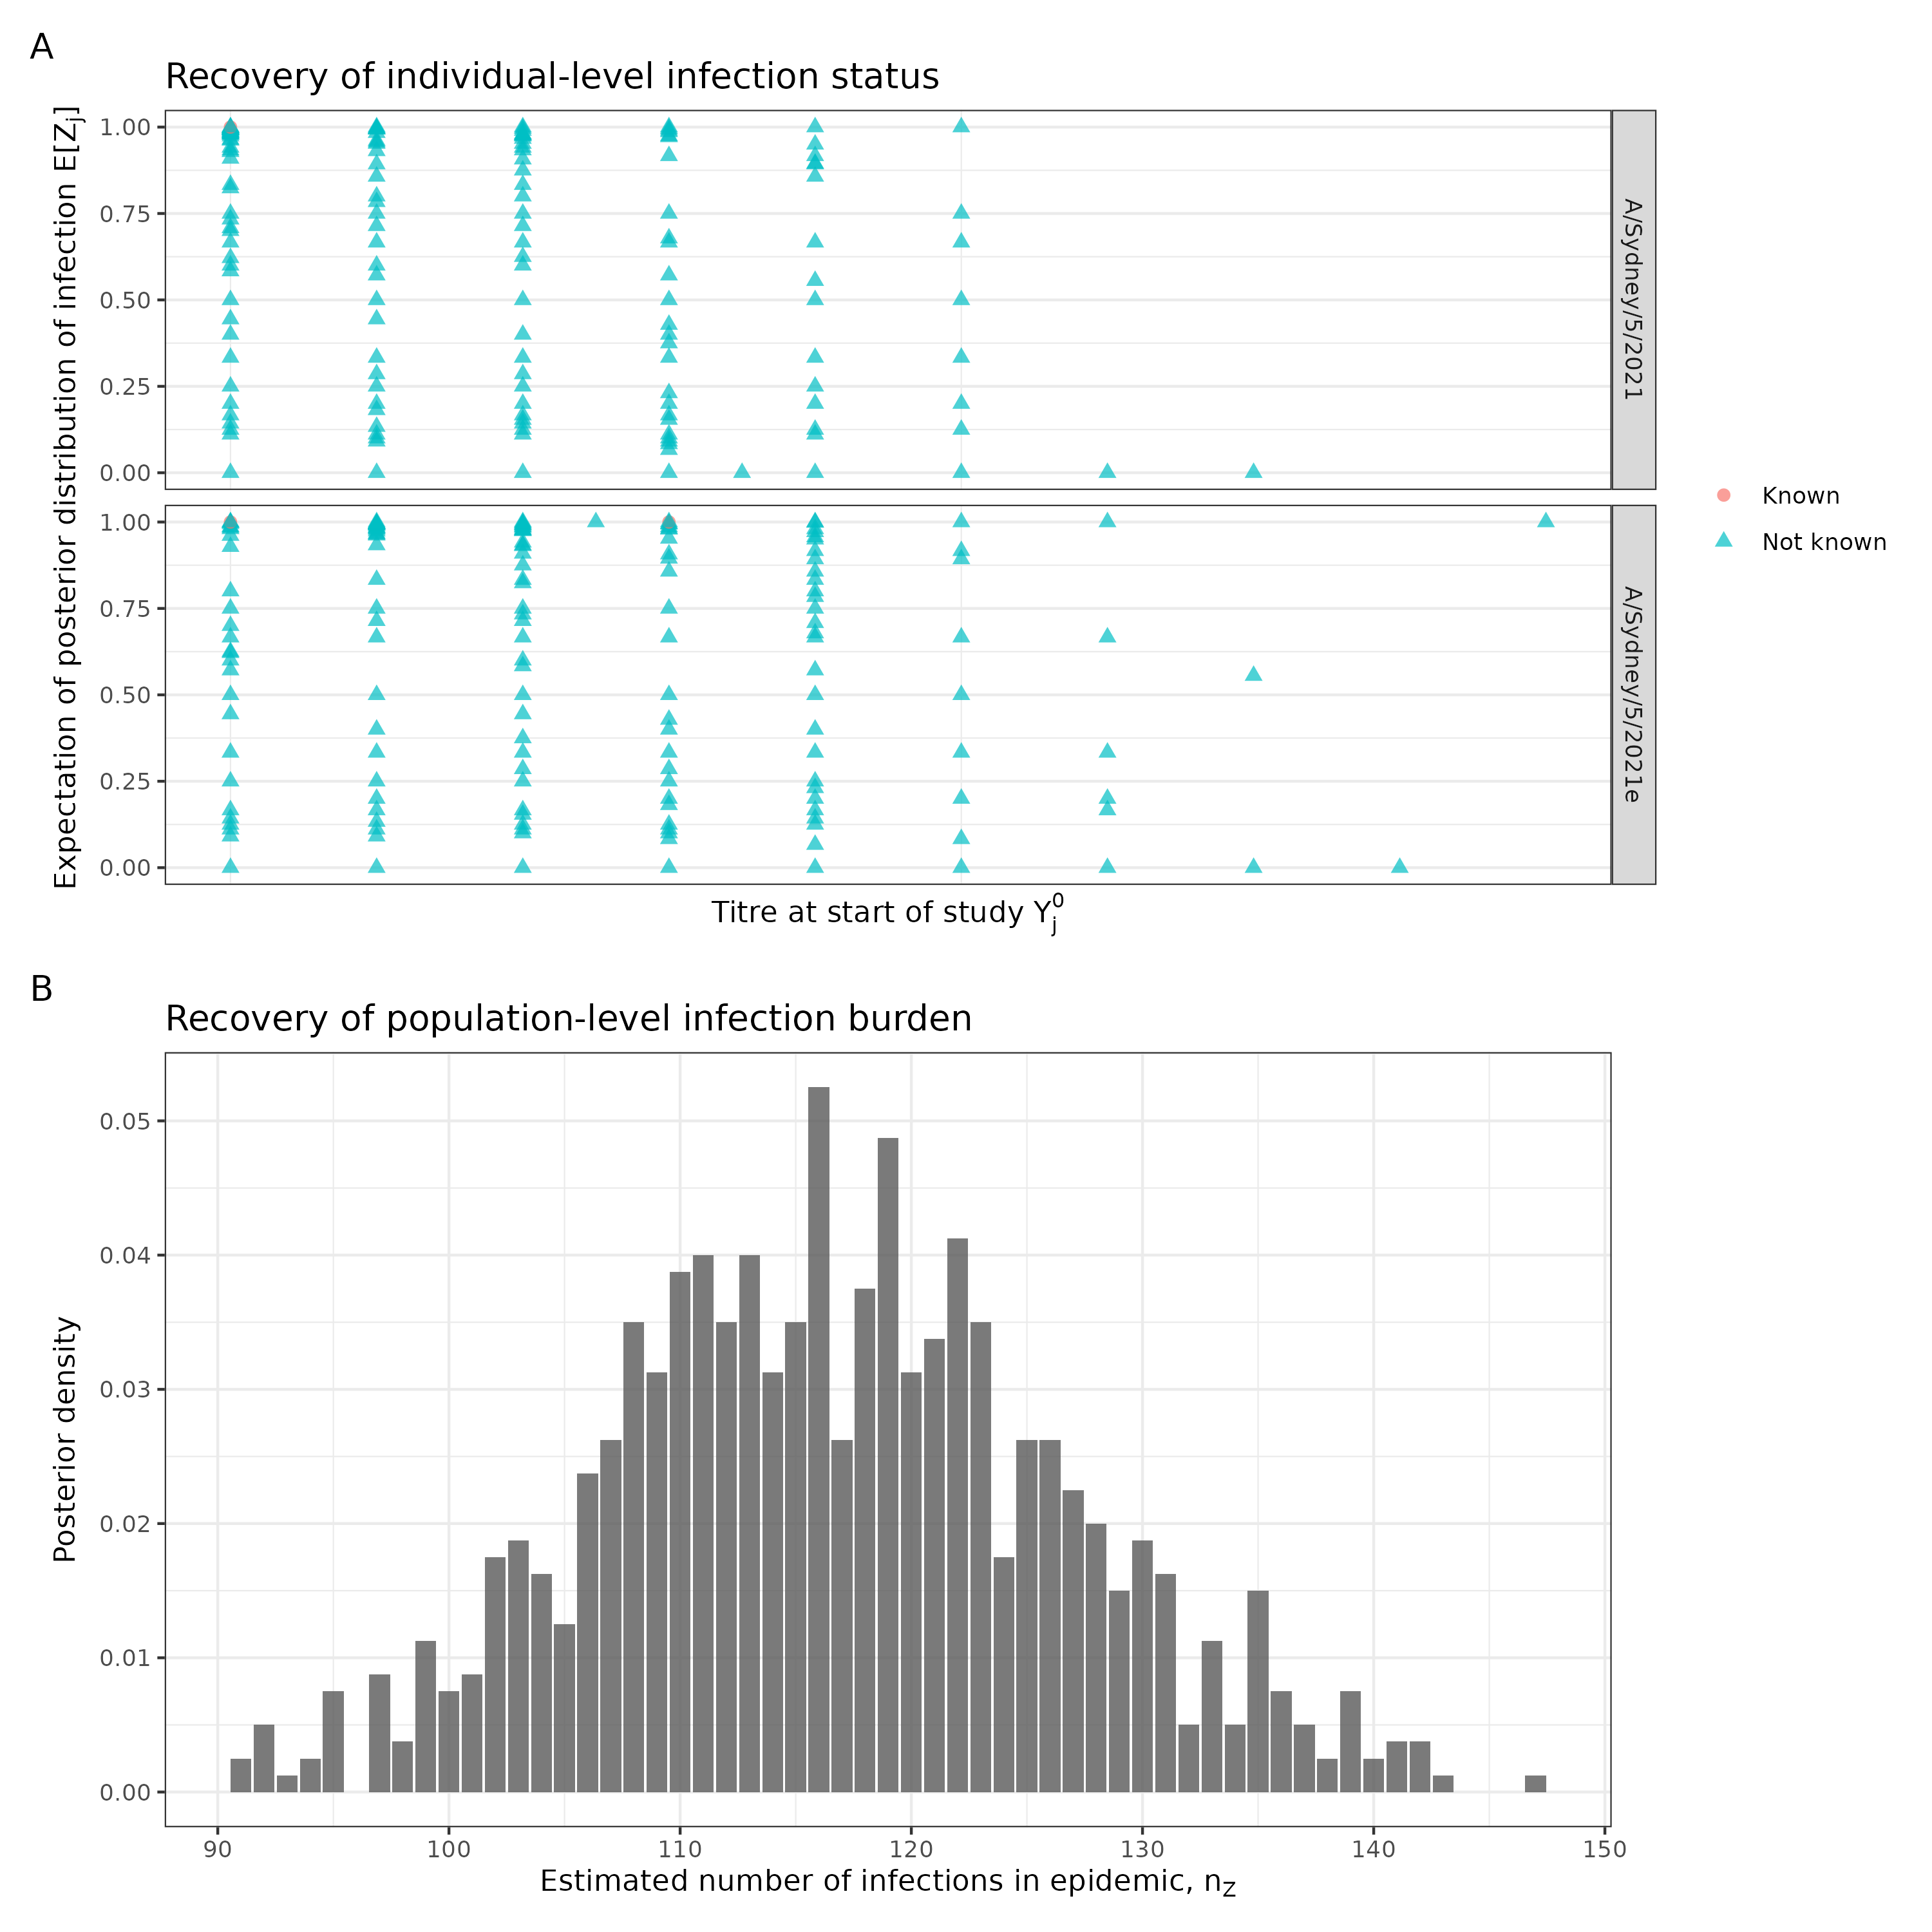 A
Recovery of individual-level infection status
Expectation of posterior distribution of infection E[Zj]
1.00
0.75
0.50
0.25
0.00
A/Sydney/5/2021
1.00
0.75
0.50
0.25
0.00
A/Sydney/5/2021e
Titre at start of study Yj0
Known
Not known
B
Recovery of population-level infection burden
Posterior density
0.05
0.04
0.03
0.02
0.01
0.00
90 100 110 120 130 140 150
Estimated number of infections in epidemic, nZ